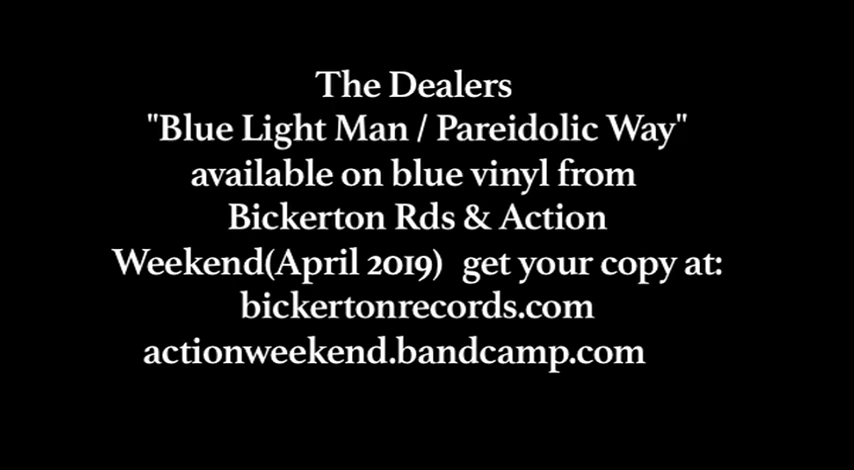 The Dealers
"Blue Light Man / Pareidolic Way"
available on blue vinyl from
Bickerton Rds & Action
Weekend(April 2019)  get your copy at:
bickertonrecords.com
actionweekend.bandcamp.com